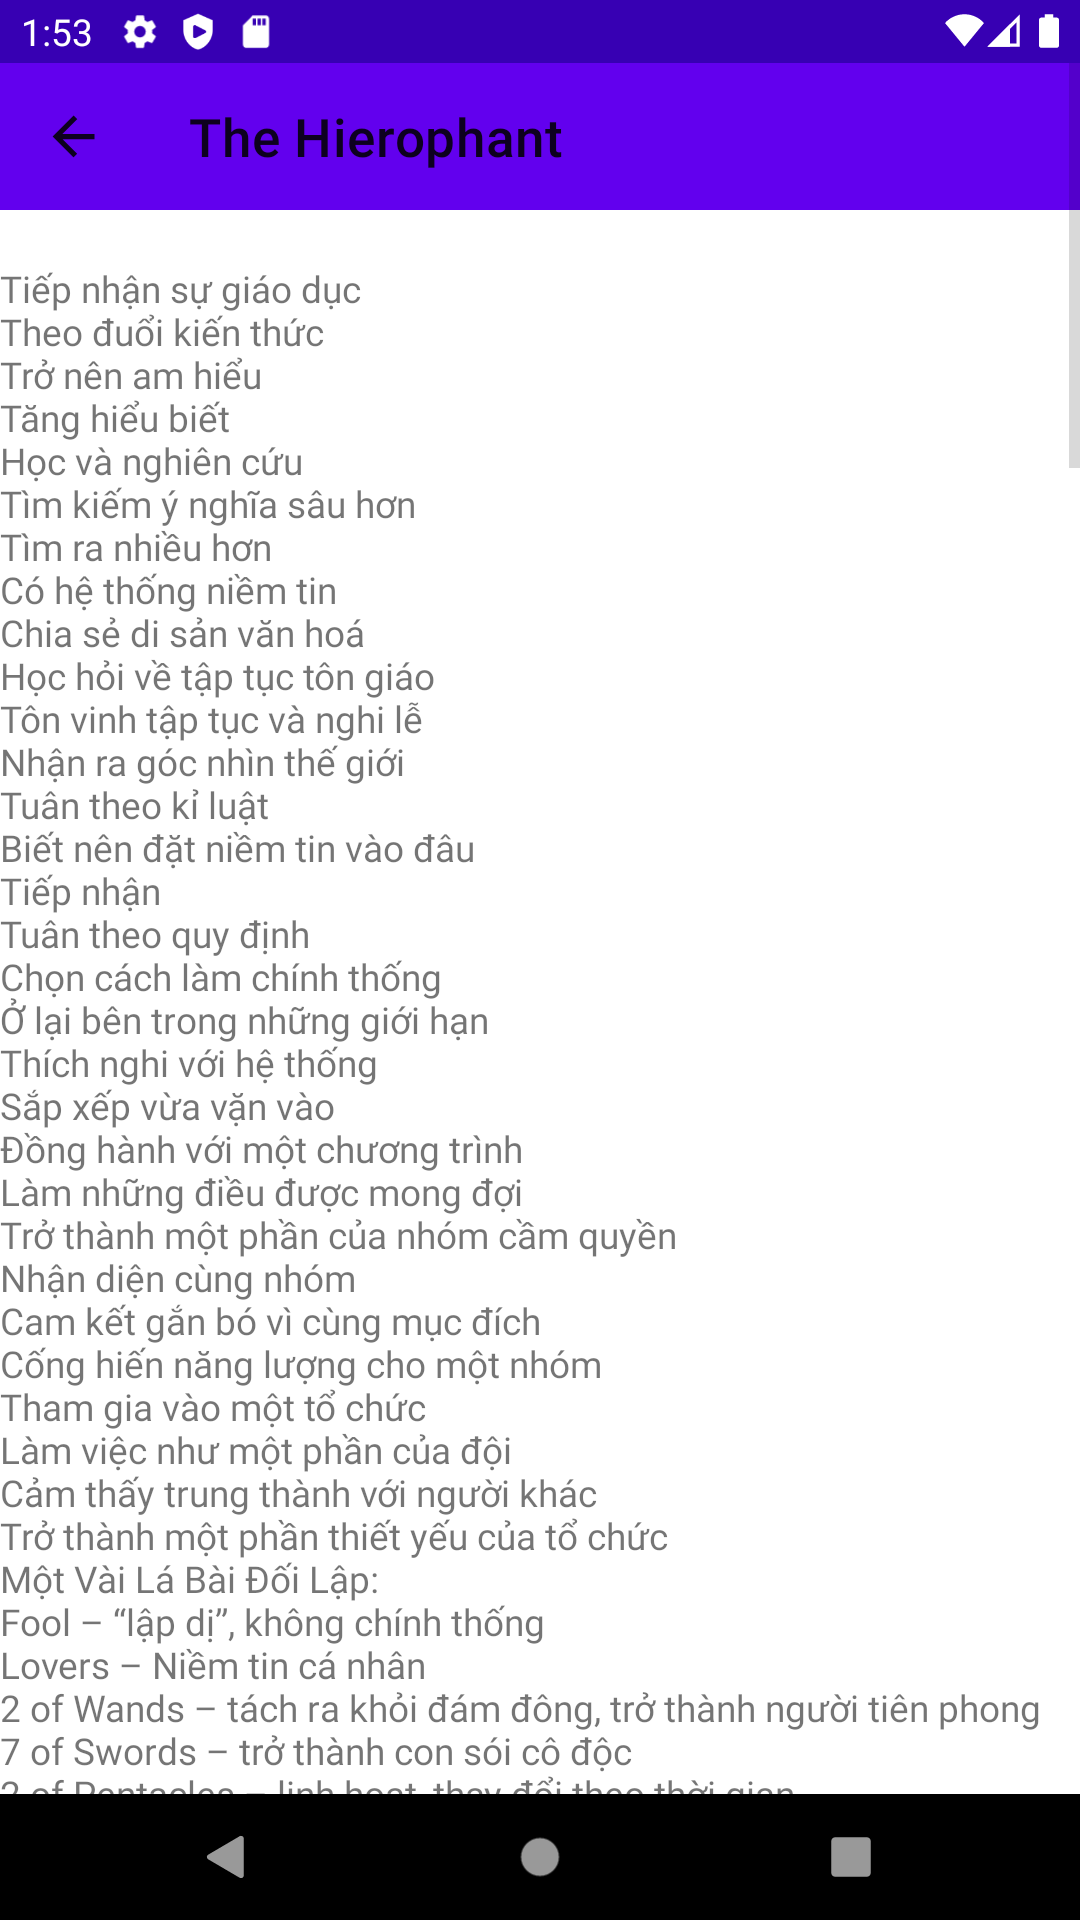 1:53
The Hierophant
Tiếp nhận sự giáo dục
Theo đuổi kiến thức
Trở nên am hiểu
Tăng hiểu biết
Học và nghiên cứu
Tìm kiếm ý nghĩa sâu hơn
Tìm ra nhiều hơn
Có hệ thống niềm tin
Chia sẻ di sản văn hoá
Học hỏi về tập tục tôn giáo
Tôn vinh tập tục và nghi lễ
Nhận ra góc nhìn thế giới
Tuân theo kỉ luật
Biết nên đặt niềm tin vào đâu
Tiếp nhận
Tuân theo quy định
Chọn cách làm chính thống
Ở lại bên trong những giới hạn
Thích nghi với hệ thống
Sắp xếp vừa vặn vào
Đồng hành với một chương trình
Làm những điều được mong đợi
Trở thành một phần của nhóm cầm quyền
Nhận diện cùng nhóm
Cam kết gắn bó vì cùng mục đích
Cống hiến năng lượng cho một nhóm
Tham gia vào một tổ chức
Làm việc như một phần của đội
Cảm thấy trung thành với người khác
Trở thành một phần thiết yếu của tổ chức
Một Vài Lá Bài Đối Lập:
Fool – “lập dị”, không chính thống
Lovers – Niềm tin cá nhân
2 of Wands – tách ra khỏi đám đông, trở thành người tiên phong
7 of Swords – trở thành con sói cô độc
2 of Pentacles – linh hoạt, thay đổi theo thời gian